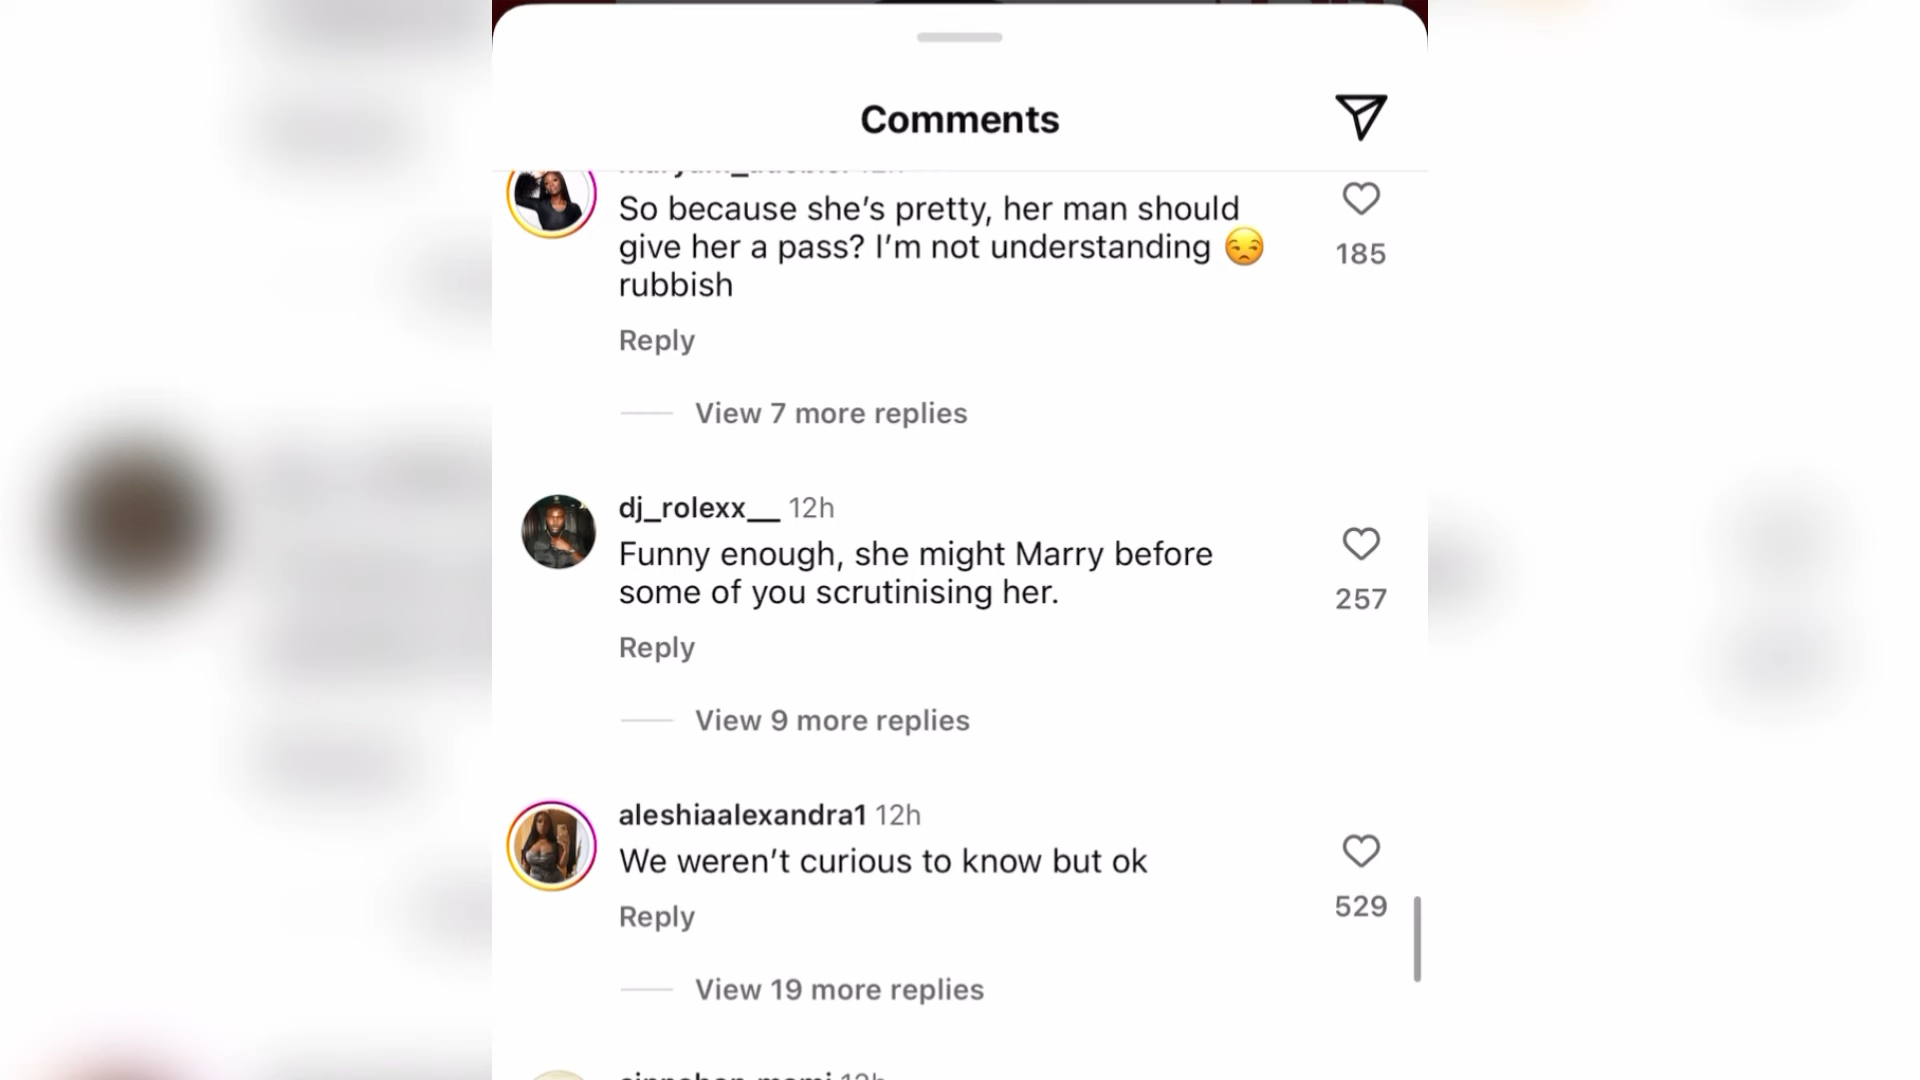 Comments
So because she’s pretty, her man should
give her a pass? I’m not understanding 😒
rubbish
185
Reply
View 7 more replies
dj_rolexx__ 12h
Funny enough, she might Marry before
some of you scrutinising her.
257
Reply
View 9 more replies
aleshiaalexandra1 12h
We weren’t curious to know but ok
529
Reply
View 19 more replies
12h